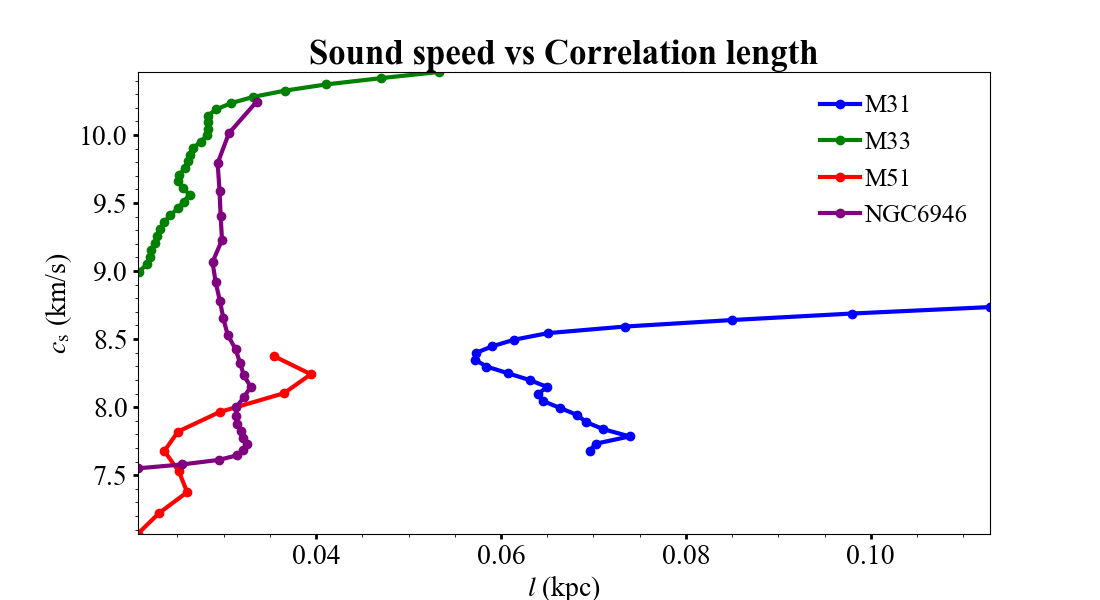 Sound speed vs Correlation length
M31
M33
M51
NGC6946
10.0
9.5
9.0
8.5
8.0
7.5
c_s (km/s)
0.04 0.06 0.08 0.10
l (kpc)